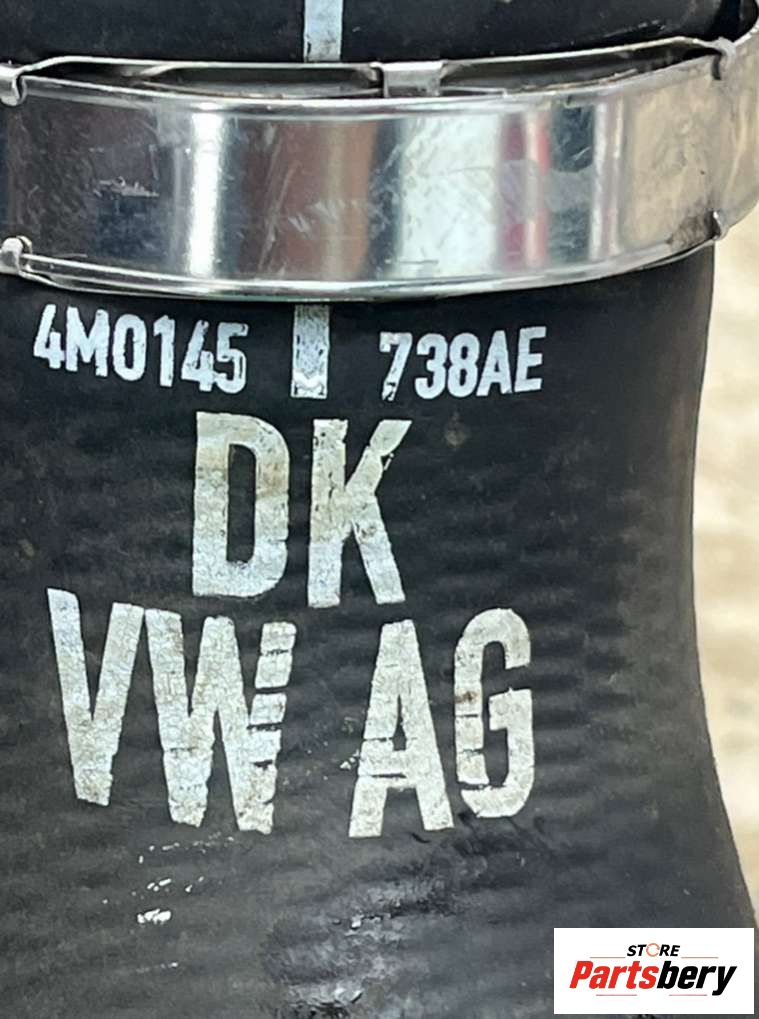 4M0145 738AE
DK
VW AG
STORE
Partsbery